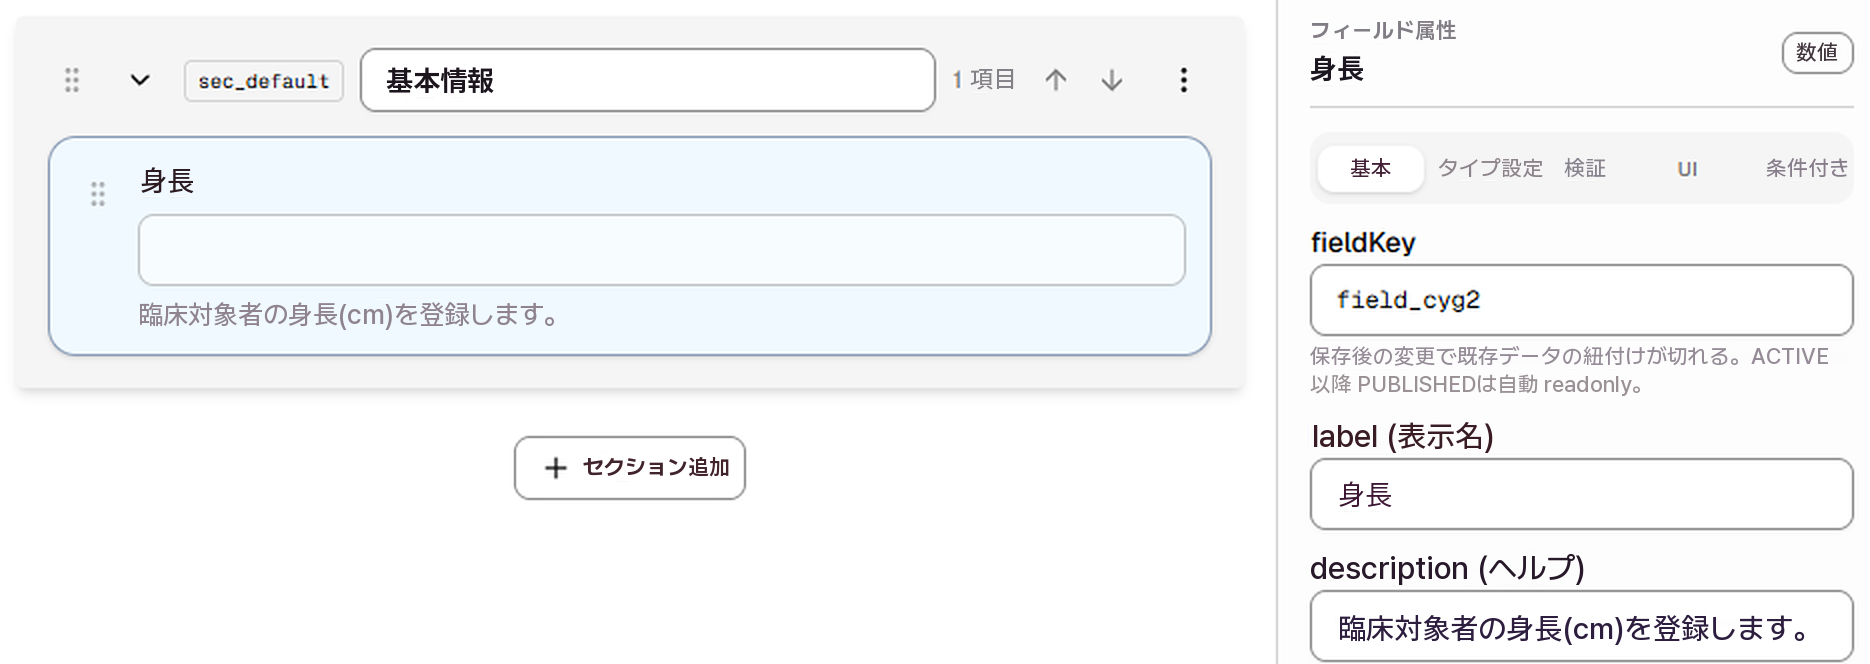 sec_default 基本情報 1 項目
身長
臨床対象者の身長(cm)を登録します。
セクション追加
フィールド属性
身長
数値
基本 タイプ設定 検証 UI 条件付き
fieldKey
field_cyg2
保存後の変更で既存データの紐付けが切れる。ACTIVE
以降 PUBLISHEDは自動 readonly。
label (表示名)
身長
description (ヘルプ)
臨床対象者の身長(cm)を登録します。